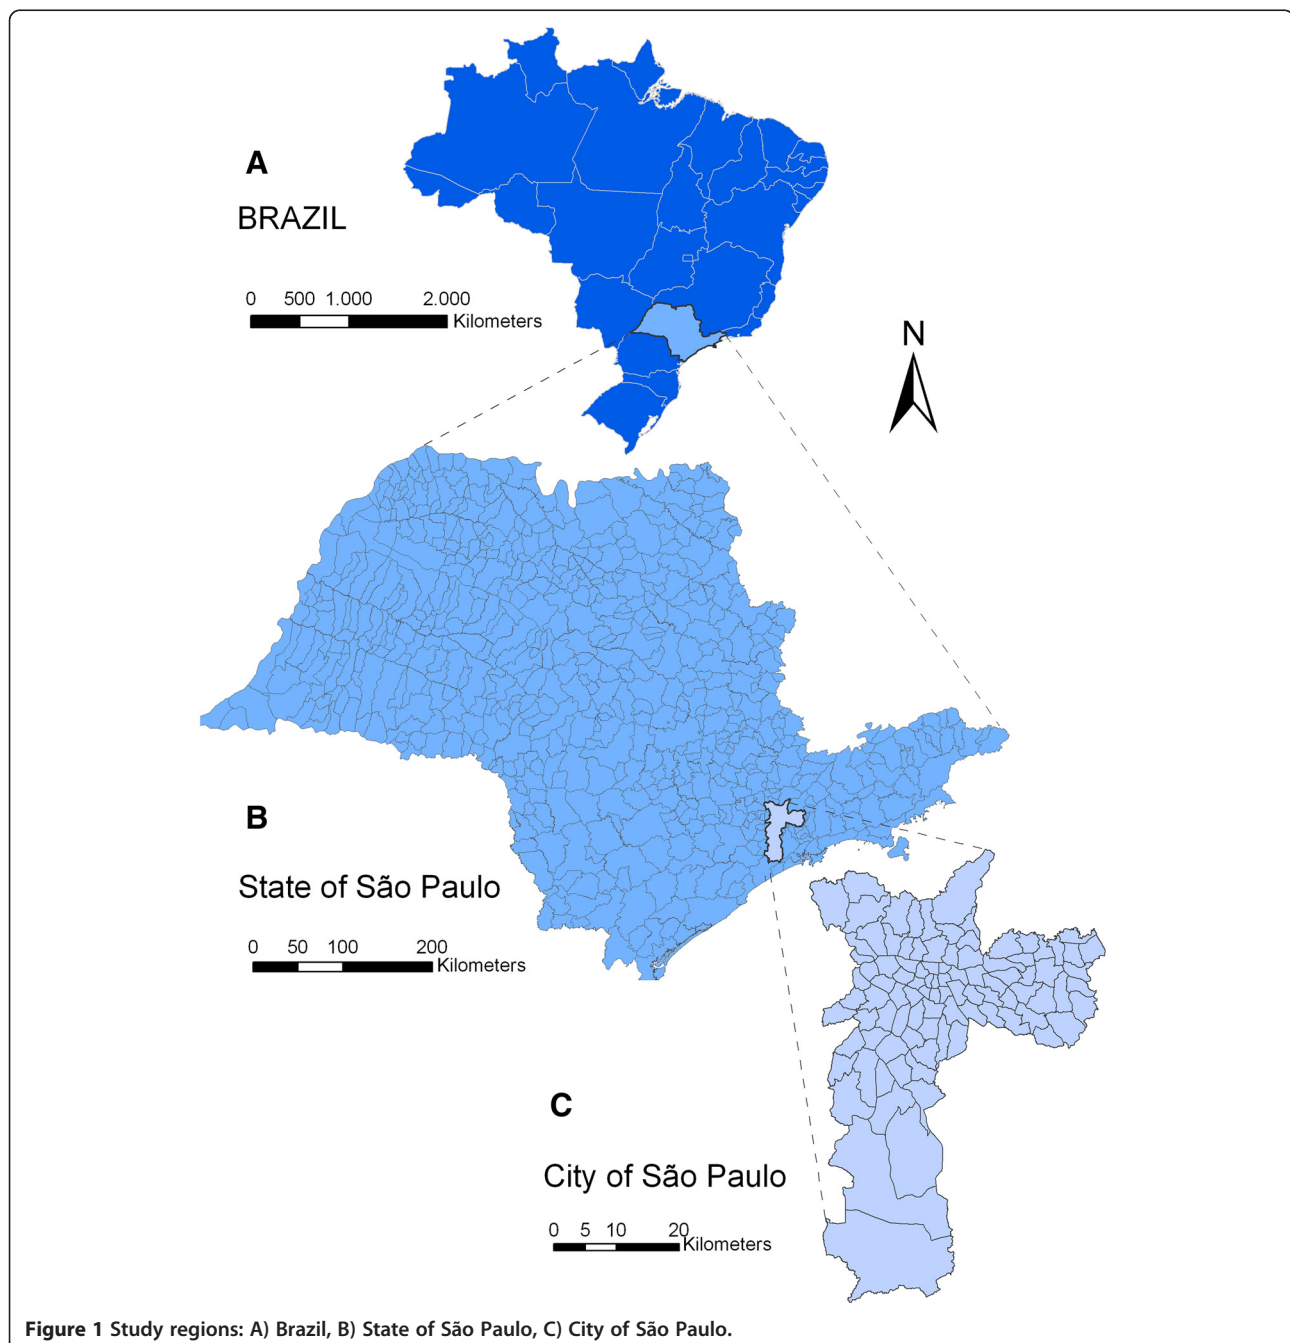 A
BRAZIL
0 500 1.000 2.000
Kilometers
N
B
State of São Paulo
0 50 100 200
Kilometers
C
City of São Paulo
0 5 10 20
Kilometers
Figure 1 Study regions: A) Brazil, B) State of São Paulo, C) City of São Paulo.